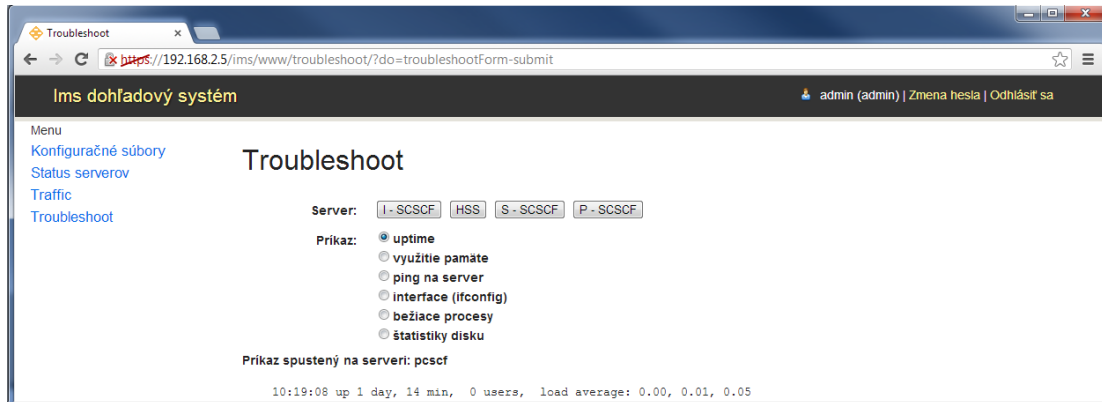 Troubleshoot
https://192.168.2.5/ims/www/troubleshoot/?do=troubleshootForm-submit
Ims dohľadový systém
admin (admin) | Zmena hesla | Odhlásiť sa
Menu
Konfiguračné súbory
Status serverov
Traffic
Troubleshoot
Troubleshoot
Server: I - SCSCF HSS S - SCSCF P - SCSCF
Príkaz: uptime
využitie pamäte
ping na server
interface (ifconfig)
bežiace procesy
štatistiky disku
Príkaz spustený na serveri: pcscf
10:19:08 up 1 day, 14 min, 0 users, load average: 0.00, 0.01, 0.05